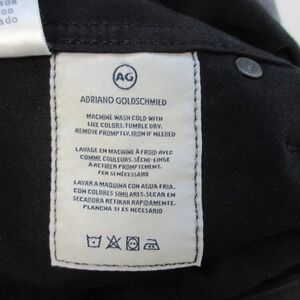 AG
ADRIANO GOLDSCHMIED
MACHINE WASH COLD WITH
LIKE COLORS. TUMBLE DRY.
REMOVE PROMPTLY. IRON IF NEEDED
LAVAGE EN MACHINE À FROID AVEC
COMME COULEURS. SÈCHE-LINGE
À RETIRER PROMPTEMENT. FER
SI NÉCESSAIRE
LAVAR A MAQUINA CON AGUA FRIA.
CON COLORES SIMILARES. SECAR EN
SECADORA RETIRAR RÁPIDAMENTE.
PLANCHA SI ES NECESARIO